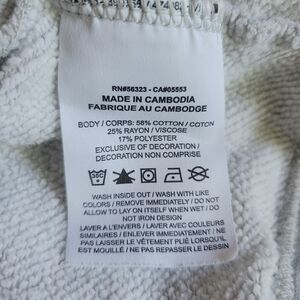 RN#56323 - CA#05553
MADE IN CAMBODIA
FABRIQUE AU CAMBODGE
BODY / CORPS: 58% COTTON / COTON
25% RAYON / VISCOSE
17% POLYESTER
EXCLUSIVE OF DECORATION /
DECORATION NON COMPRISE
WASH INSIDE OUT / WASH WITH LIKE
COLORS / REMOVE IMMEDIATELY / DO NOT
ALLOW TO LAY ON ITSELF WHEN WET / DO
NOT IRON DESIGN
LAVER A L'ENVERS / LAVER AVEC COULEURS
SIMILAIRES / ENLEVER IMMEDIATEMENT / NE
PAS LAISSER LE VÊTEMENT PLIÉ LORSQU'IL
EST MOUILLÉ / NE PAS REPASSER LE DESSIN